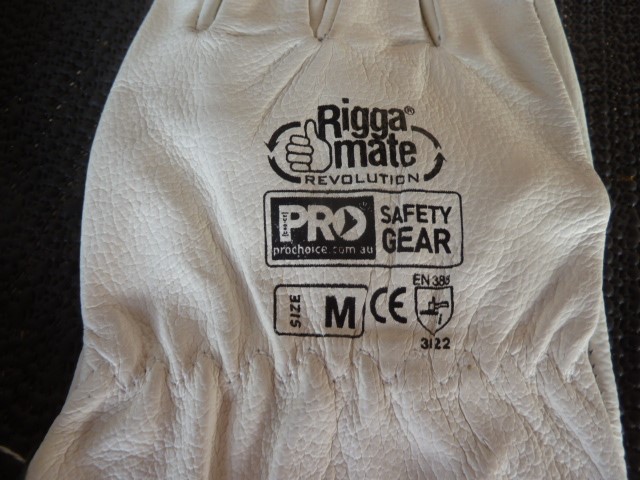 Rigga®
mate
REVOLUTION
PRO
prochoice.com.au
SAFETY
GEAR
SIZE
M
CE
EN 388
3122